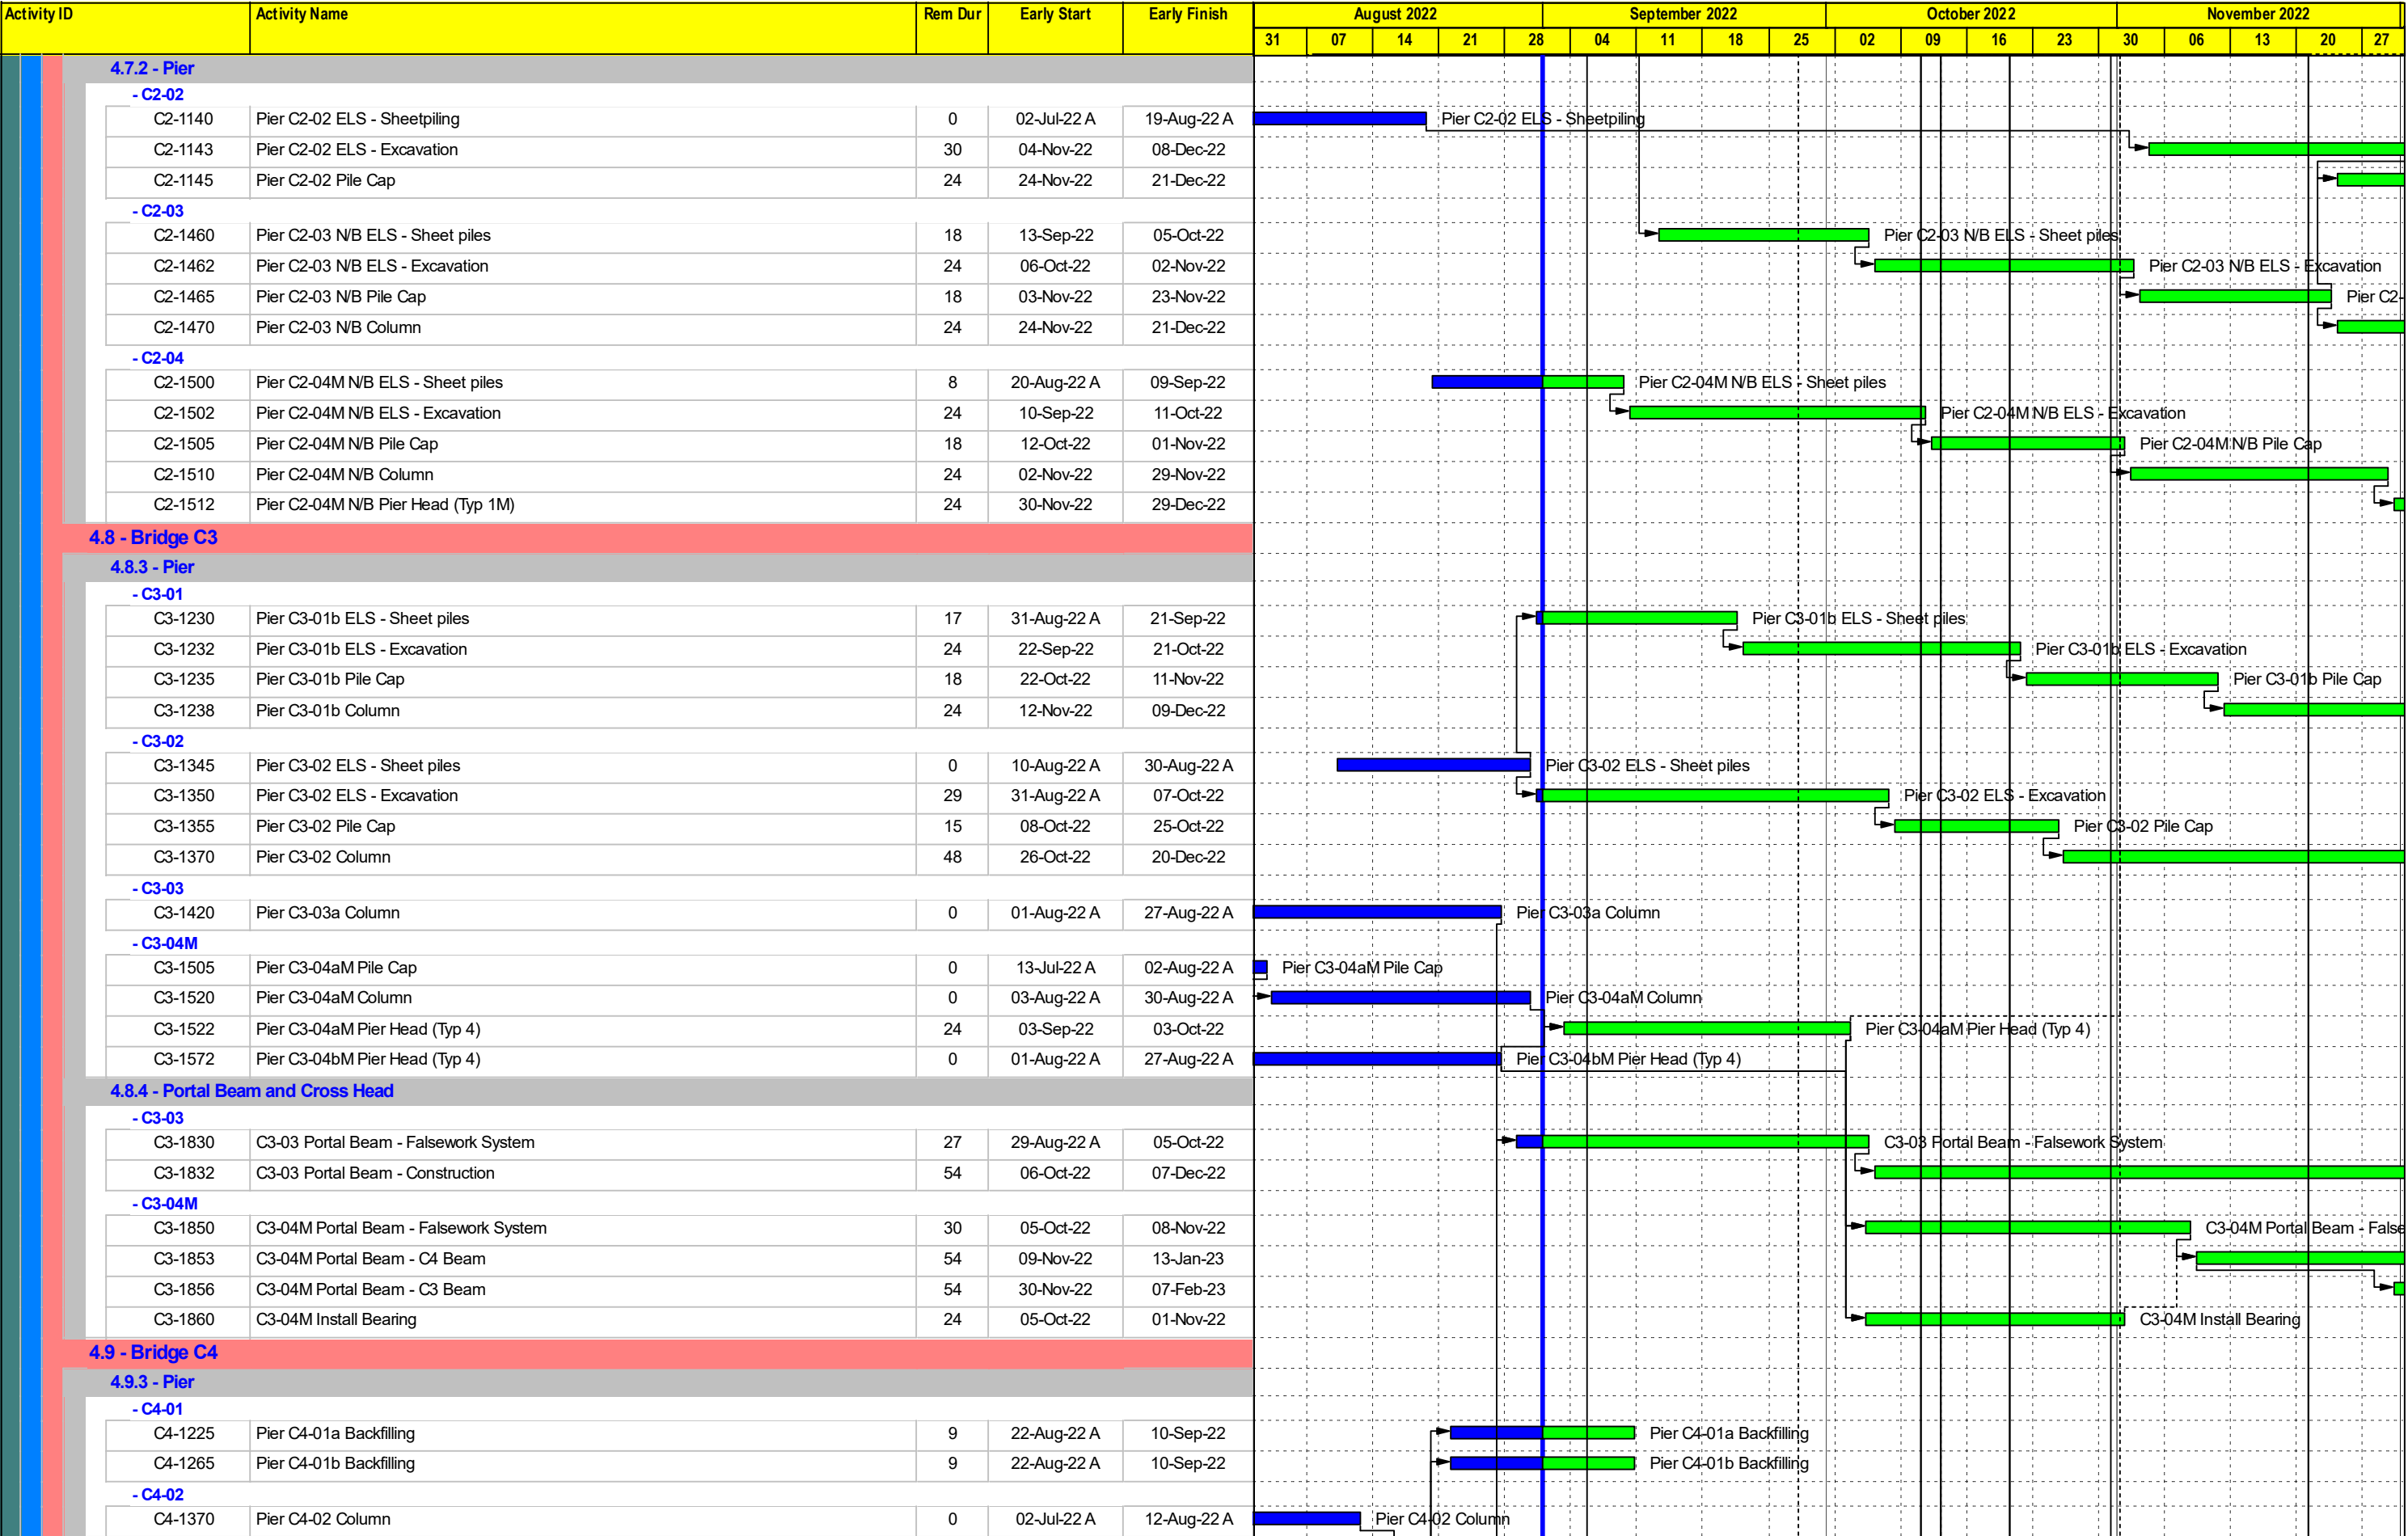 Activity ID Activity Name Rem Dur Early Start Early Finish August 2022 September 2022 October 2022 November 2022
31 07 14 21 28 04 11 18 25 02 09 16 23 30 06 13 20 27
4.7.2 - Pier
- C2-02
C2-1140 Pier C2-02 ELS - Sheetpiling 0 02-Jul-22 A 19-Aug-22 A Pier C2-02 ELS - Sheetpiling
C2-1143 Pier C2-02 ELS - Excavation 30 04-Nov-22 08-Dec-22
C2-1145 Pier C2-02 Pile Cap 24 24-Nov-22 21-Dec-22
- C2-03
C2-1460 Pier C2-03 N/B ELS - Sheet piles 18 13-Sep-22 05-Oct-22 Pier C2-03 N/B ELS - Sheet piles
C2-1462 Pier C2-03 N/B ELS - Excavation 24 06-Oct-22 02-Nov-22 Pier C2-03 N/B ELS - Excavation
C2-1465 Pier C2-03 N/B Pile Cap 18 03-Nov-22 23-Nov-22 Pier C2-
C2-1470 Pier C2-03 N/B Column 24 24-Nov-22 21-Dec-22
- C2-04
C2-1500 Pier C2-04M N/B ELS - Sheet piles 8 20-Aug-22 A 09-Sep-22 Pier C2-04M N/B ELS - Sheet piles
C2-1502 Pier C2-04M N/B ELS - Excavation 24 10-Sep-22 11-Oct-22 Pier C2-04M N/B ELS - Excavation
C2-1505 Pier C2-04M N/B Pile Cap 18 12-Oct-22 01-Nov-22 Pier C2-04M N/B Pile Cap
C2-1510 Pier C2-04M N/B Column 24 02-Nov-22 29-Nov-22
C2-1512 Pier C2-04M N/B Pier Head (Typ 1M) 24 30-Nov-22 29-Dec-22
4.8 - Bridge C3
4.8.3 - Pier
- C3-01
C3-1230 Pier C3-01b ELS - Sheet piles 17 31-Aug-22 A 21-Sep-22 Pier C3-01b ELS - Sheet piles
C3-1232 Pier C3-01b ELS - Excavation 24 22-Sep-22 21-Oct-22 Pier C3-01b ELS - Excavation
C3-1235 Pier C3-01b Pile Cap 18 22-Oct-22 11-Nov-22 Pier C3-01b Pile Cap
C3-1238 Pier C3-01b Column 24 12-Nov-22 09-Dec-22
- C3-02
C3-1345 Pier C3-02 ELS - Sheet piles 0 10-Aug-22 A 30-Aug-22 A Pier C3-02 ELS - Sheet piles
C3-1350 Pier C3-02 ELS - Excavation 29 31-Aug-22 A 07-Oct-22 Pier C3-02 ELS - Excavation
C3-1355 Pier C3-02 Pile Cap 15 08-Oct-22 25-Oct-22 Pier C3-02 Pile Cap
C3-1370 Pier C3-02 Column 48 26-Oct-22 20-Dec-22
- C3-03
C3-1420 Pier C3-03a Column 0 01-Aug-22 A 27-Aug-22 A Pier C3-03a Column
- C3-04M
C3-1505 Pier C3-04aM Pile Cap 0 13-Jul-22 A 02-Aug-22 A Pier C3-04aM Pile Cap
C3-1520 Pier C3-04aM Column 0 03-Aug-22 A 30-Aug-22 A Pier C3-04aM Column
C3-1522 Pier C3-04aM Pier Head (Typ 4) 24 03-Sep-22 03-Oct-22 Pier C3-04aM Pier Head (Typ 4)
C3-1572 Pier C3-04bM Pier Head (Typ 4) 0 01-Aug-22 A 27-Aug-22 A Pier C3-04bM Pier Head (Typ 4)
4.8.4 - Portal Beam and Cross Head
- C3-03
C3-1830 C3-03 Portal Beam - Falsework System 27 29-Aug-22 A 05-Oct-22 C3-03 Portal Beam - Falsework System
C3-1832 C3-03 Portal Beam - Construction 54 06-Oct-22 07-Dec-22
- C3-04M
C3-1850 C3-04M Portal Beam - Falsework System 30 05-Oct-22 08-Nov-22 C3-04M Portal Beam - False
C3-1853 C3-04M Portal Beam - C4 Beam 54 09-Nov-22 13-Jan-23
C3-1856 C3-04M Portal Beam - C3 Beam 54 30-Nov-22 07-Feb-23
C3-1860 C3-04M Install Bearing 24 05-Oct-22 01-Nov-22 C3-04M Install Bearing
4.9 - Bridge C4
4.9.3 - Pier
- C4-01
C4-1225 Pier C4-01a Backfilling 9 22-Aug-22 A 10-Sep-22 Pier C4-01a Backfilling
C4-1265 Pier C4-01b Backfilling 9 22-Aug-22 A 10-Sep-22 Pier C4-01b Backfilling
- C4-02
C4-1370 Pier C4-02 Column 0 02-Jul-22 A 12-Aug-22 A Pier C4-02 Column